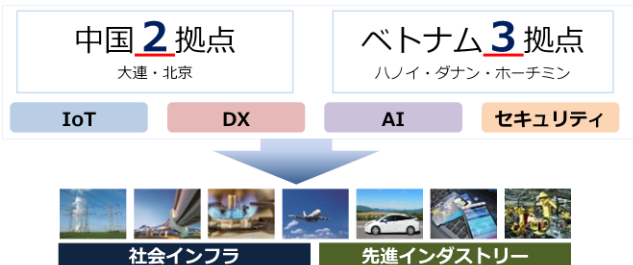 中国2拠点
大連・北京
ベトナム3拠点
ハノイ・ダナン・ホーチミン
IoT
DX
AI
セキュリティ
社会インフラ
先進インダストリー